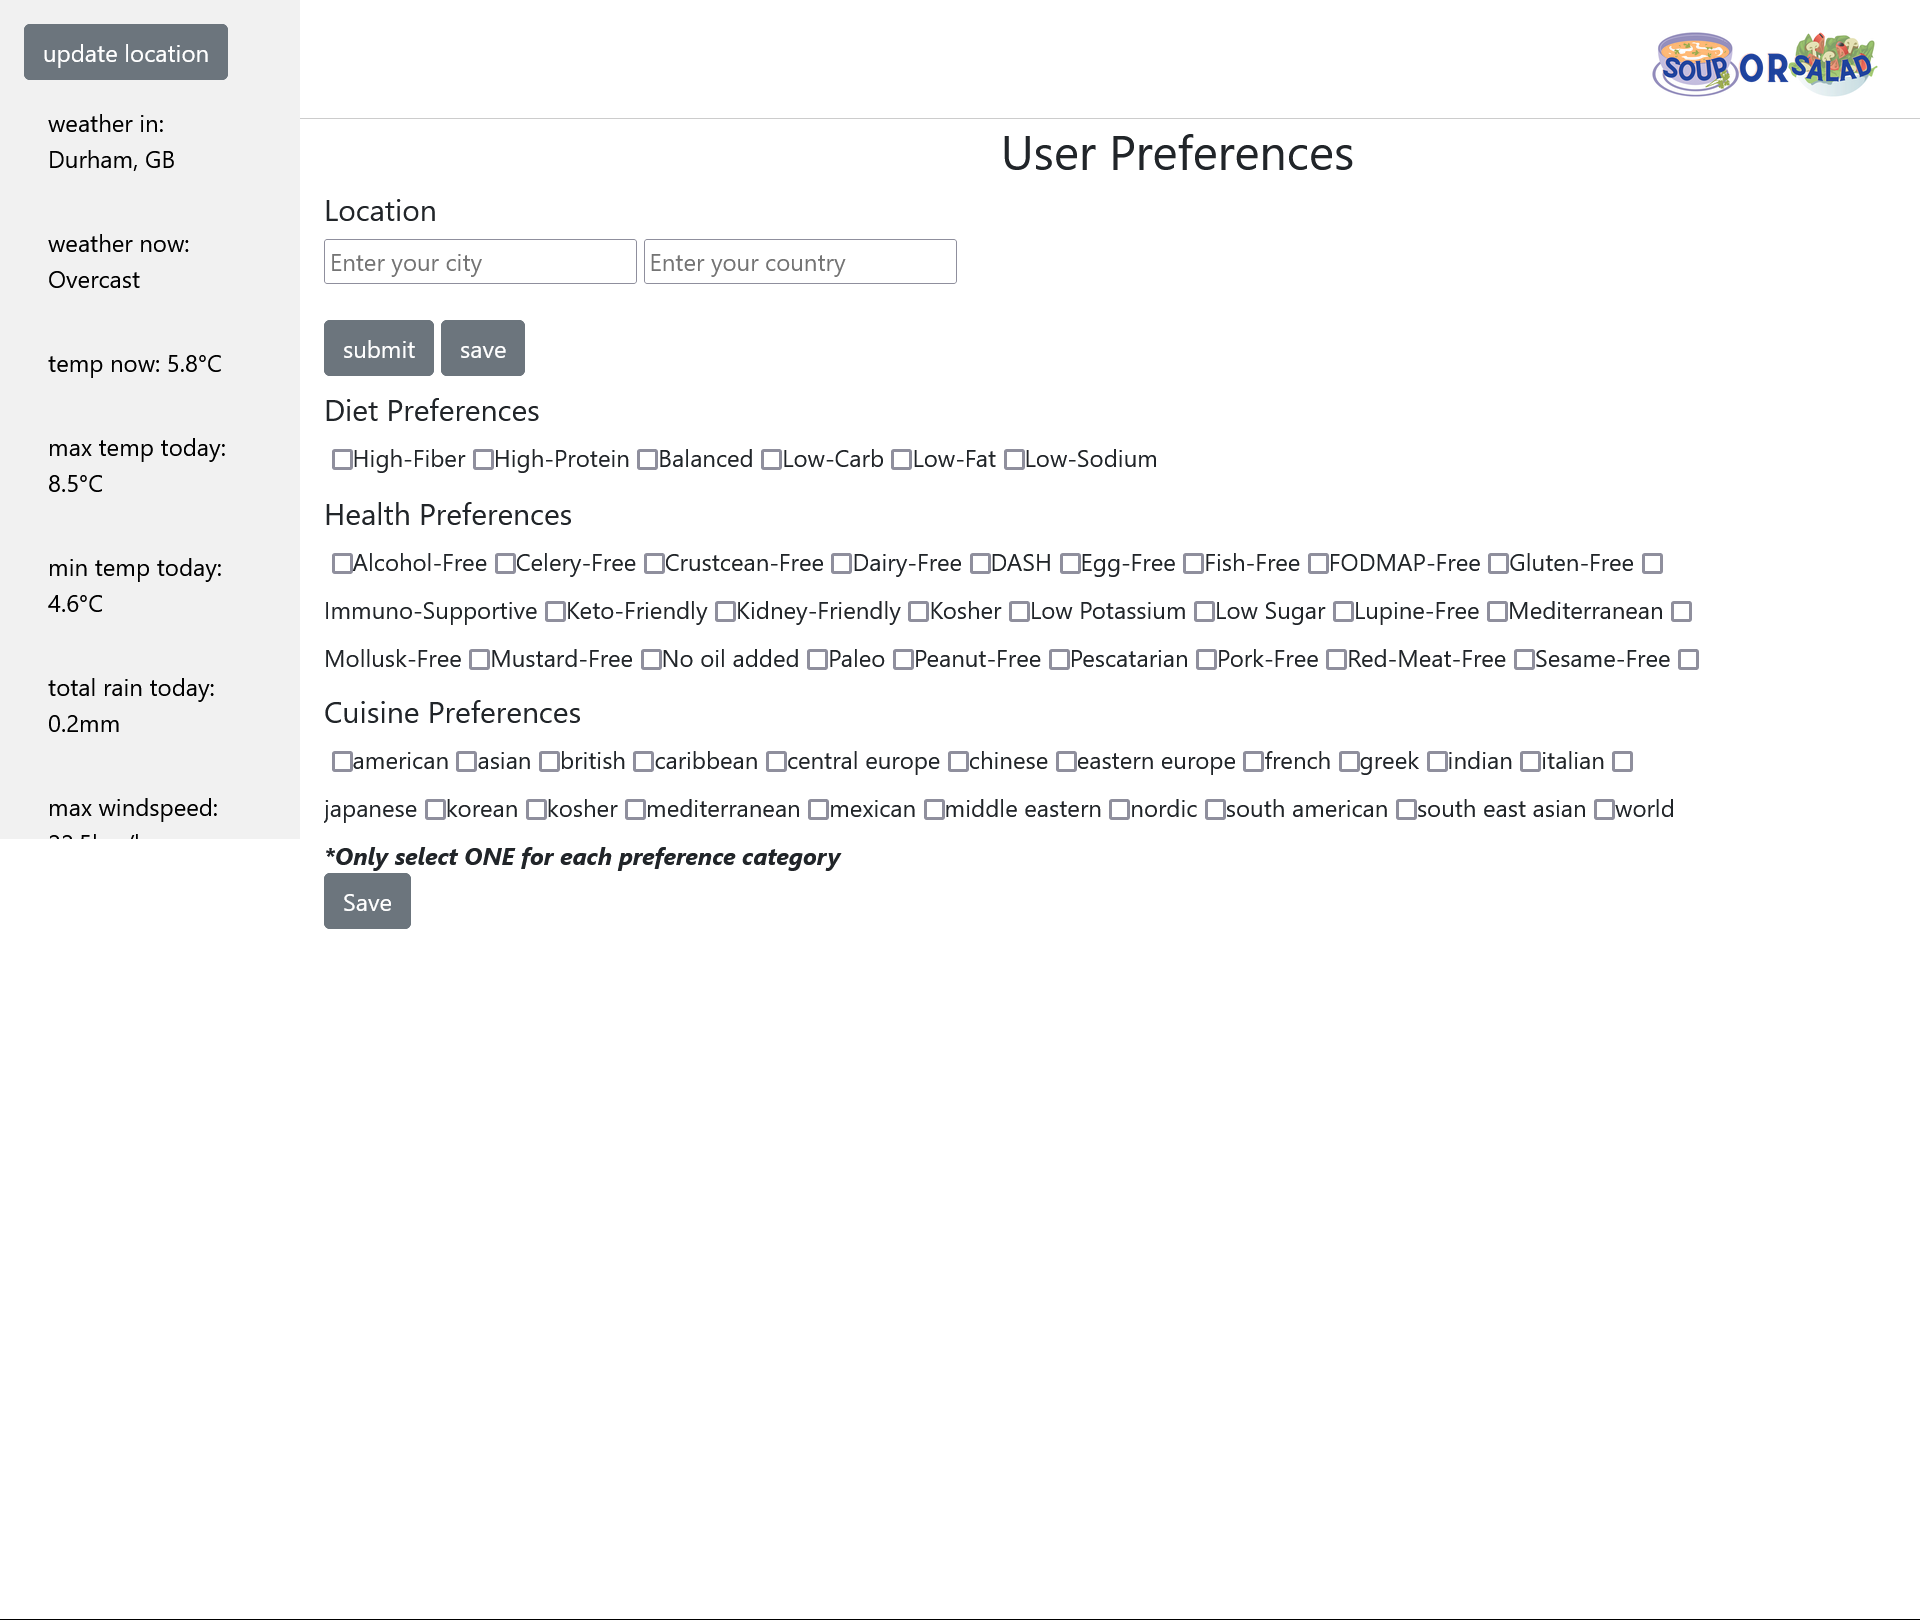 update location
weather in:
Durham, GB
weather now:
Overcast
temp now: 5.8°C
max temp today:
8.5°C
min temp today:
4.6°C
total rain today:
0.2mm
max windspeed:
SOUP OR SALAD
User Preferences
Location
Enter your city Enter your country
submit save
Diet Preferences
High-Fiber High-Protein Balanced Low-Carb Low-Fat Low-Sodium
Health Preferences
Alcohol-Free Celery-Free Crustcean-Free Dairy-Free DASH Egg-Free Fish-Free FODMAP-Free Gluten-Free
Immuno-Supportive Keto-Friendly Kidney-Friendly Kosher Low Potassium Low Sugar Lupine-Free Mediterranean
Mollusk-Free Mustard-Free No oil added Paleo Peanut-Free Pescatarian Pork-Free Red-Meat-Free Sesame-Free
Cuisine Preferences
american asian british caribbean central europe chinese eastern europe french greek indian italian
japanese korean kosher mediterranean mexican middle eastern nordic south american south east asian world
*Only select ONE for each preference category
Save